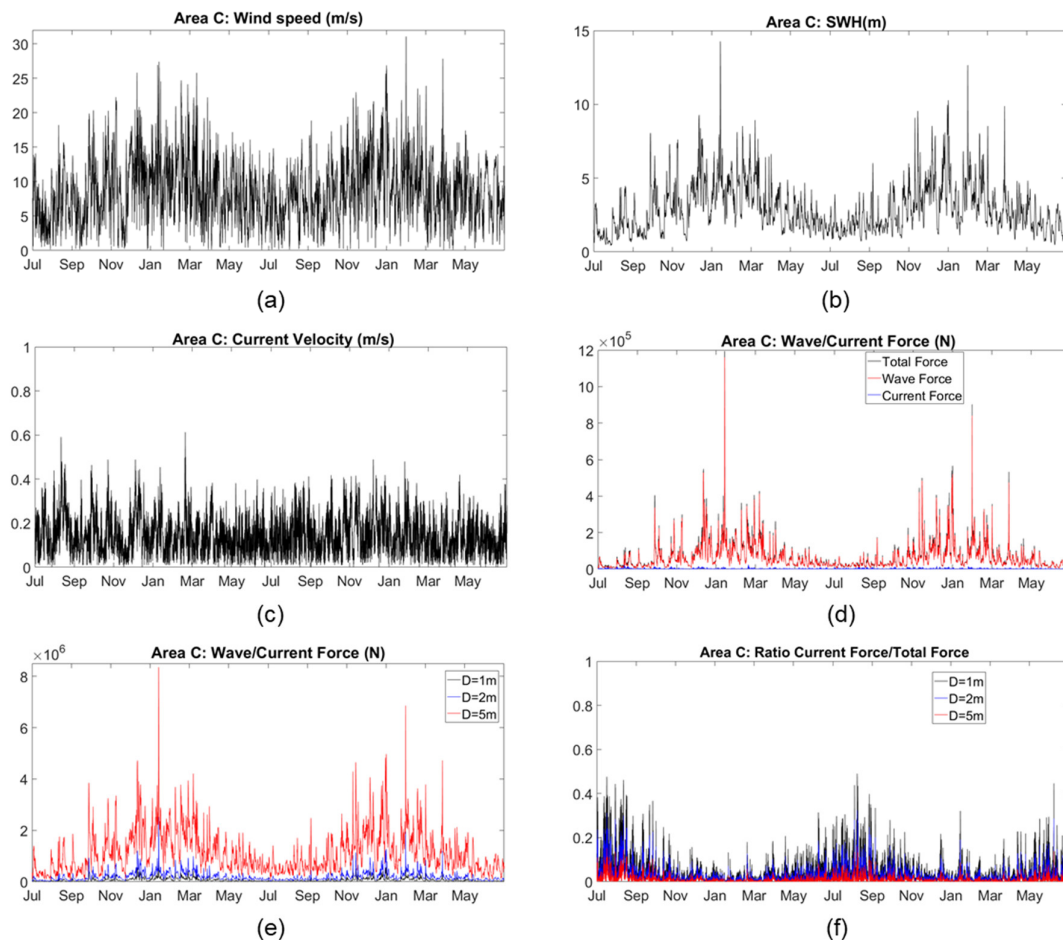 Area C: Wind speed (m/s)
30
25
20
15
10
5
0
Jul Sep Nov Jan Mar May Jul Sep Nov Jan Mar May
(a)
Area C: SWH(m)
15
10
5
0
Jul Sep Nov Jan Mar May Jul Sep Nov Jan Mar May
(b)
Area C: Current Velocity (m/s)
1
0.8
0.6
0.4
0.2
0
Jul Sep Nov Jan Mar May Jul Sep Nov Jan Mar May
(c)
Area C: Wave/Current Force (N)
×10⁵
12
10
8
6
4
2
0
Total Force
Wave Force
Current Force
Jul Sep Nov Jan Mar May Jul Sep Nov Jan Mar May
(d)
Area C: Wave/Current Force (N)
×10⁶
8
6
4
2
0
D=1m
D=2m
D=5m
Jul Sep Nov Jan Mar May Jul Sep Nov Jan Mar May
(e)
Area C: Ratio Current Force/Total Force
1
0.8
0.6
0.4
0.2
0
D=1m
D=2m
D=5m
Jul Sep Nov Jan Mar May Jul Sep Nov Jan Mar May
(f)